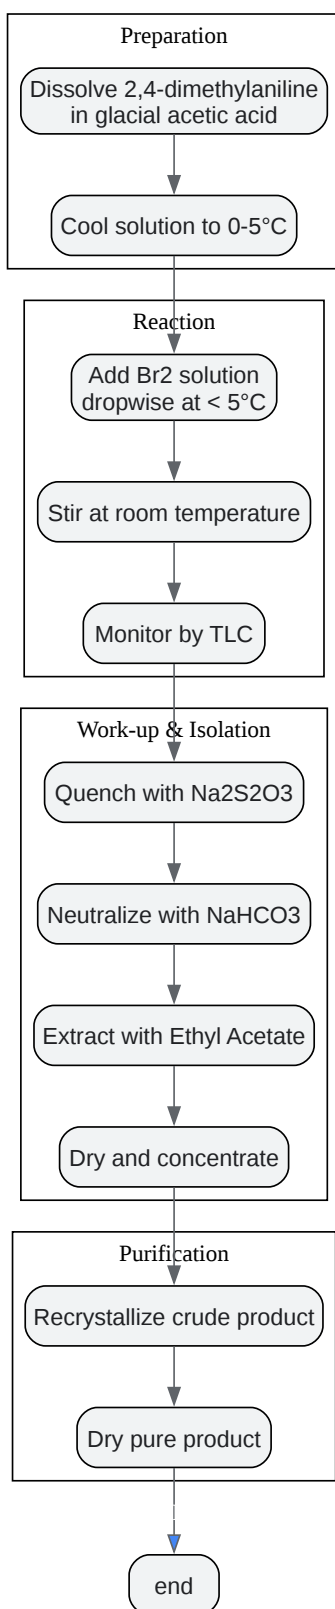 Preparation
Dissolve 2,4-dimethylaniline
in glacial acetic acid
Cool solution to 0-5°C
Reaction
Add Br2 solution
dropwise at < 5°C
Stir at room temperature
Monitor by TLC
Work-up & Isolation
Quench with Na2S2O3
Neutralize with NaHCO3
Extract with Ethyl Acetate
Dry and concentrate
Purification
Recrystallize crude product
Dry pure product
end